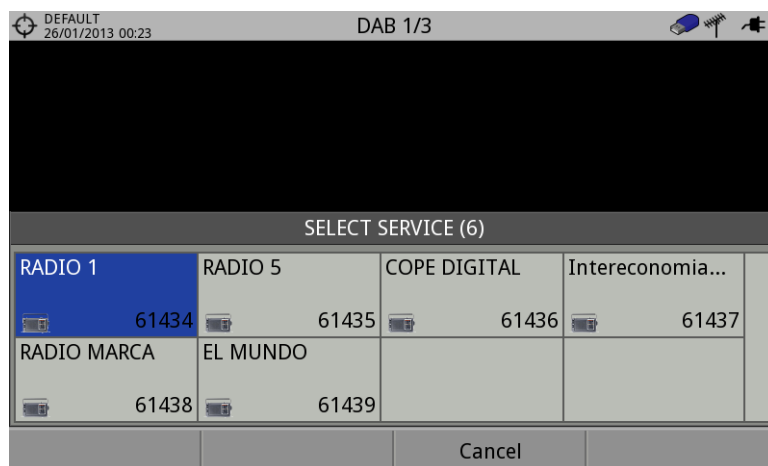 DEFAULT
26/01/2013 00:23
DAB 1/3
SELECT SERVICE (6)
RADIO 1
61434
RADIO 5
61435
COPE DIGITAL
61436
Intereconomia...
61437
RADIO MARCA
61438
EL MUNDO
61439
Cancel